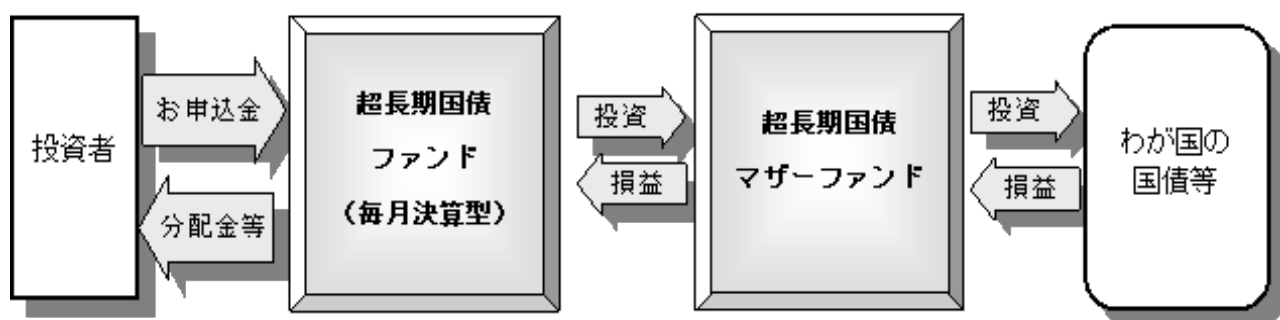 投資者
お申込金
分配金等
超長期国債
ファンド
（毎月決算型）
投資
損益
超長期国債
マザーファンド
投資
損益
わが国の
国債等